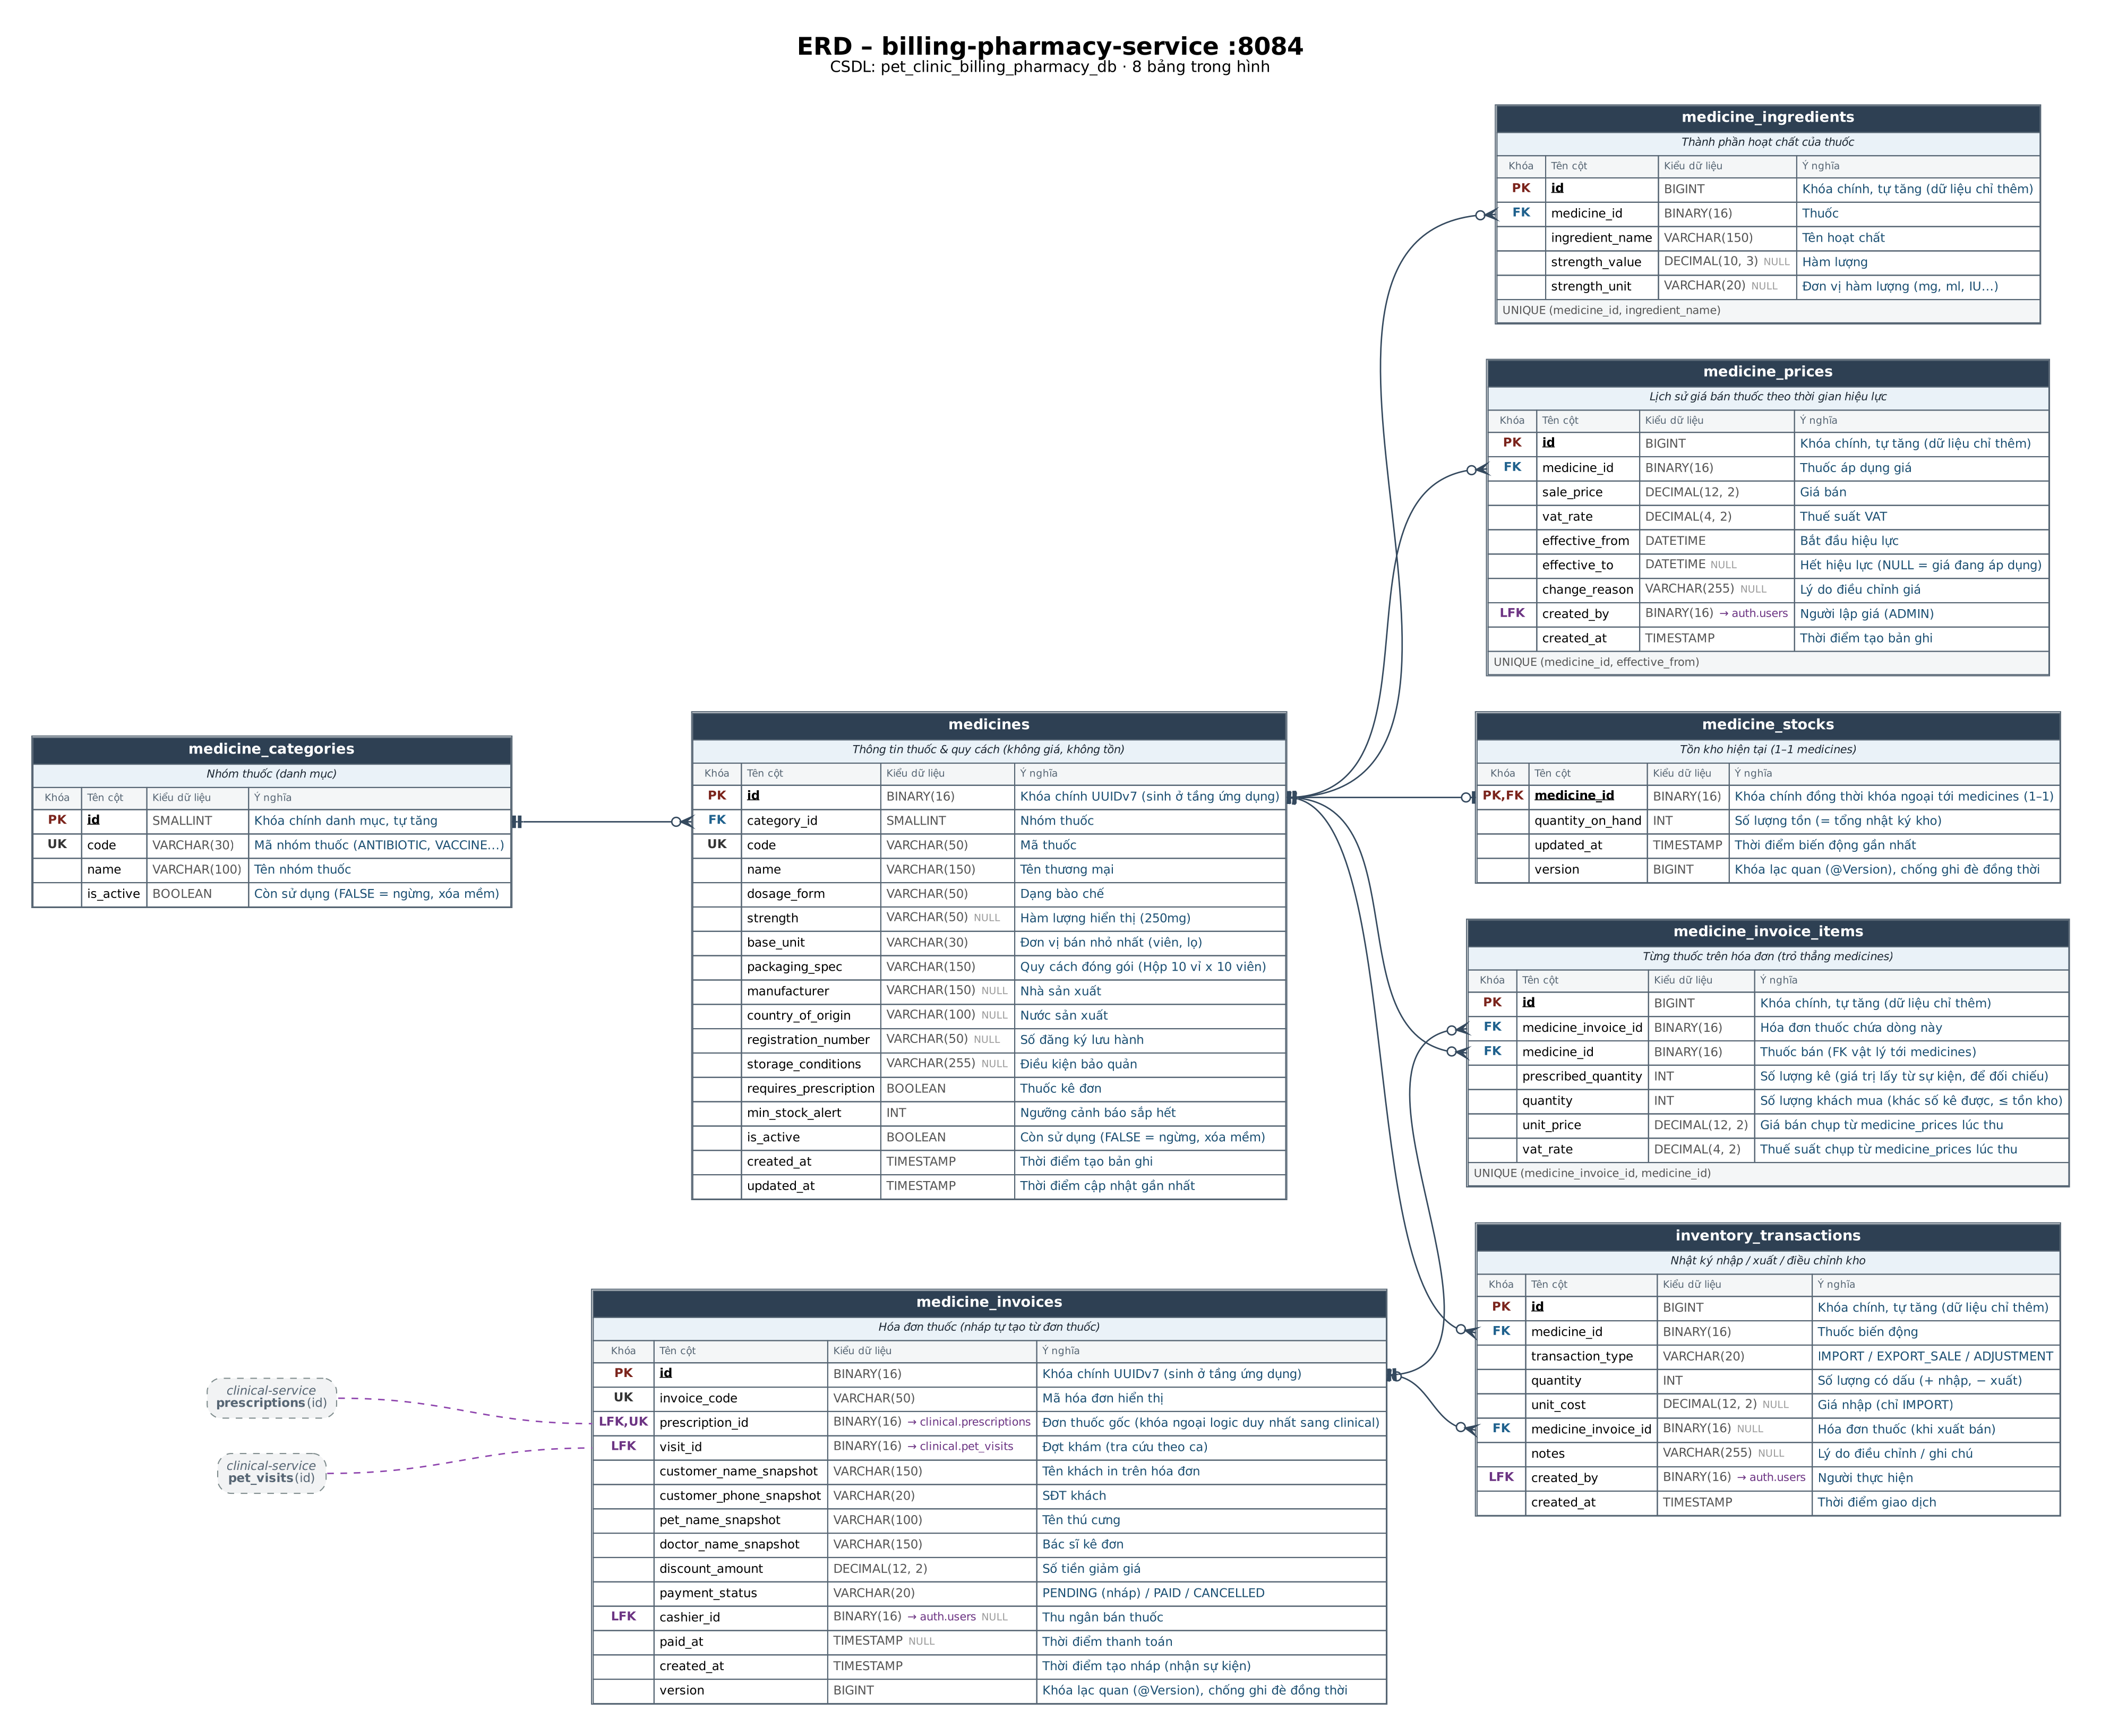 ERD – billing-pharmacy-service :8084
CSDL: pet_clinic_billing_pharmacy_db · 8 bảng trong hình
medicine_ingredients
Thành phần hoạt chất của thuốc
Khóa Tên cột Kiểu dữ liệu Ý nghĩa
PK id BIGINT Khóa chính, tự tăng (dữ liệu chỉ thêm)
FK medicine_id BINARY(16) Thuốc
ingredient_name VARCHAR(150) Tên hoạt chất
strength_value DECIMAL(10, 3) NULL Hàm lượng
strength_unit VARCHAR(20) NULL Đơn vị hàm lượng (mg, ml, IU...)
UNIQUE (medicine_id, ingredient_name)
medicine_prices
Lịch sử giá bán thuốc theo thời gian hiệu lực
Khóa Tên cột Kiểu dữ liệu Ý nghĩa
PK id BIGINT Khóa chính, tự tăng (dữ liệu chỉ thêm)
FK medicine_id BINARY(16) Thuốc áp dụng giá
sale_price DECIMAL(12, 2) Giá bán
vat_rate DECIMAL(4, 2) Thuế suất VAT
effective_from DATETIME Bắt đầu hiệu lực
effective_to DATETIME NULL Hết hiệu lực (NULL = giá đang áp dụng)
change_reason VARCHAR(255) NULL Lý do điều chỉnh giá
LFK created_by BINARY(16) → auth.users Người lập giá (ADMIN)
created_at TIMESTAMP Thời điểm tạo bản ghi
UNIQUE (medicine_id, effective_from)
medicine_categories
Nhóm thuốc (danh mục)
Khóa Tên cột Kiểu dữ liệu Ý nghĩa
PK id SMALLINT Khóa chính danh mục, tự tăng
UK code VARCHAR(30) Mã nhóm thuốc (ANTIBIOTIC, VACCINE...)
name VARCHAR(100) Tên nhóm thuốc
is_active BOOLEAN Còn sử dụng (FALSE = ngừng, xóa mềm)
medicines
Thông tin thuốc & quy cách (không giá, không tồn)
Khóa Tên cột Kiểu dữ liệu Ý nghĩa
PK id BINARY(16) Khóa chính UUIDv7 (sinh ở tầng ứng dụng)
FK category_id SMALLINT Nhóm thuốc
UK code VARCHAR(50) Mã thuốc
name VARCHAR(150) Tên thương mại
dosage_form VARCHAR(50) Dạng bào chế
strength VARCHAR(50) NULL Hàm lượng hiển thị (250mg)
base_unit VARCHAR(30) Đơn vị bán nhỏ nhất (viên, lọ)
packaging_spec VARCHAR(150) Quy cách đóng gói (Hộp 10 vỉ x 10 viên)
manufacturer VARCHAR(150) NULL Nhà sản xuất
country_of_origin VARCHAR(100) NULL Nước sản xuất
registration_number VARCHAR(50) NULL Số đăng ký lưu hành
storage_conditions VARCHAR(255) NULL Điều kiện bảo quản
requires_prescription BOOLEAN Thuốc kê đơn
min_stock_alert INT Ngưỡng cảnh báo sắp hết
is_active BOOLEAN Còn sử dụng (FALSE = ngừng, xóa mềm)
created_at TIMESTAMP Thời điểm tạo bản ghi
updated_at TIMESTAMP Thời điểm cập nhật gần nhất
medicine_stocks
Tồn kho hiện tại (1–1 medicines)
Khóa Tên cột Kiểu dữ liệu Ý nghĩa
PK,FK medicine_id BINARY(16) Khóa chính đồng thời khóa ngoại tới medicines (1–1)
quantity_on_hand INT Số lượng tồn (= tổng nhật ký kho)
updated_at TIMESTAMP Thời điểm biến động gần nhất
version BIGINT Khóa lạc quan (@Version), chống ghi đè đồng thời
medicine_invoice_items
Từng thuốc trên hóa đơn (trỏ thẳng medicines)
Khóa Tên cột Kiểu dữ liệu Ý nghĩa
PK id BIGINT Khóa chính, tự tăng (dữ liệu chỉ thêm)
FK medicine_invoice_id BINARY(16) Hóa đơn thuốc chứa dòng này
FK medicine_id BINARY(16) Thuốc bán (FK vật lý tới medicines)
prescribed_quantity INT Số lượng kê (giá trị lấy từ sự kiện, để đối chiếu)
quantity INT Số lượng khách mua (khác số kê được, ≤ tồn kho)
unit_price DECIMAL(12, 2) Giá bán chụp từ medicine_prices lúc thu
vat_rate DECIMAL(4, 2) Thuế suất chụp từ medicine_prices lúc thu
UNIQUE (medicine_invoice_id, medicine_id)
inventory_transactions
Nhật ký nhập / xuất / điều chỉnh kho
Khóa Tên cột Kiểu dữ liệu Ý nghĩa
PK id BIGINT Khóa chính, tự tăng (dữ liệu chỉ thêm)
FK medicine_id BINARY(16) Thuốc biến động
transaction_type VARCHAR(20) IMPORT / EXPORT_SALE / ADJUSTMENT
quantity INT Số lượng có dấu (+ nhập, − xuất)
unit_cost DECIMAL(12, 2) NULL Giá nhập (chỉ IMPORT)
FK medicine_invoice_id BINARY(16) NULL Hóa đơn thuốc (khi xuất bán)
notes VARCHAR(255) NULL Lý do điều chỉnh / ghi chú
LFK created_by BINARY(16) → auth.users Người thực hiện
created_at TIMESTAMP Thời điểm giao dịch
medicine_invoices
Hóa đơn thuốc (nháp tự tạo từ đơn thuốc)
Khóa Tên cột Kiểu dữ liệu Ý nghĩa
PK id BINARY(16) Khóa chính UUIDv7 (sinh ở tầng ứng dụng)
UK invoice_code VARCHAR(50) Mã hóa đơn hiển thị
LFK,UK prescription_id BINARY(16) → clinical.prescriptions Đơn thuốc gốc (khóa ngoại logic duy nhất sang clinical)
LFK visit_id BINARY(16) → clinical.pet_visits Đợt khám (tra cứu theo ca)
customer_name_snapshot VARCHAR(150) Tên khách in trên hóa đơn
customer_phone_snapshot VARCHAR(20) SĐT khách
pet_name_snapshot VARCHAR(100) Tên thú cưng
doctor_name_snapshot VARCHAR(150) Bác sĩ kê đơn
discount_amount DECIMAL(12, 2) Số tiền giảm giá
payment_status VARCHAR(20) PENDING (nháp) / PAID / CANCELLED
LFK cashier_id BINARY(16) → auth.users NULL Thu ngân bán thuốc
paid_at TIMESTAMP NULL Thời điểm thanh toán
created_at TIMESTAMP Thời điểm tạo nháp (nhận sự kiện)
version BIGINT Khóa lạc quan (@Version), chống ghi đè đồng thời
clinical-service
prescriptions(id)
clinical-service
pet_visits(id)